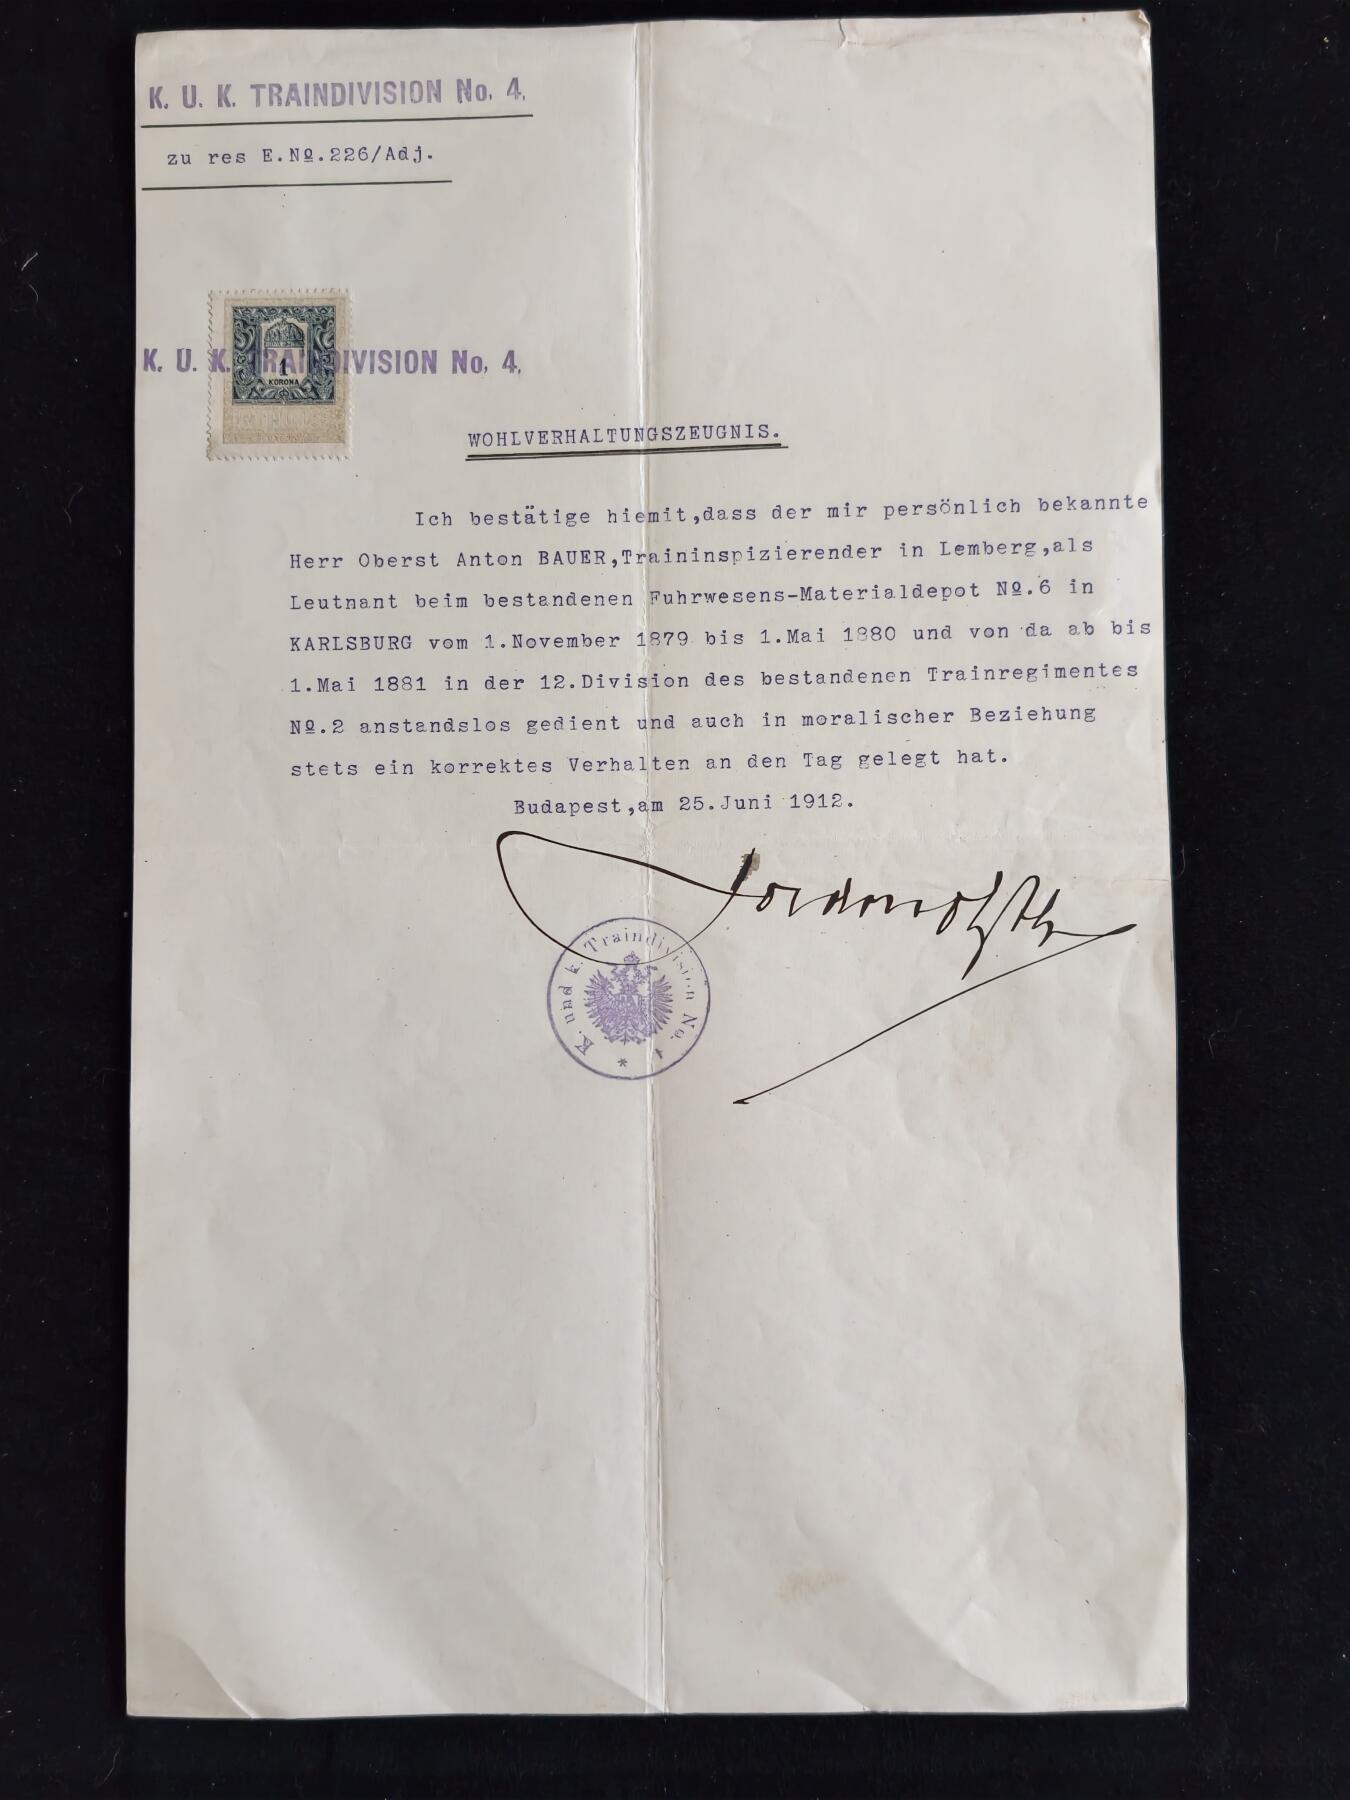 K. U. K. TRAINDIVISION No. 4.
zu res E.Nº.226/Adj.
K. U. K. TRAINDIVISION No. 4.
1
KORONA
WOHLVERHALTUNGSZEUGNIS.
Ich bestätige hiemit,dass der mir persönlich bekannte
Herr Oberst Anton BAUER,Traininspizierender in Lemberg,als
Leutnant beim bestandenen Fuhrwesens-Materialdepot Nº.6 in
KARLSBURG vom 1.November 1879 bis 1.Mai 1880 und von da ab bis
1.Mai 1881 in der 12.Division des bestandenen Trainregimentes
Nº.2 anstandslos gedient und auch in moralischer Beziehung
stets ein korrektes Verhalten an den Tag gelegt hat.
Budapest,am 25.Juni 1912.
K. und k. Traindivision No. 4
*